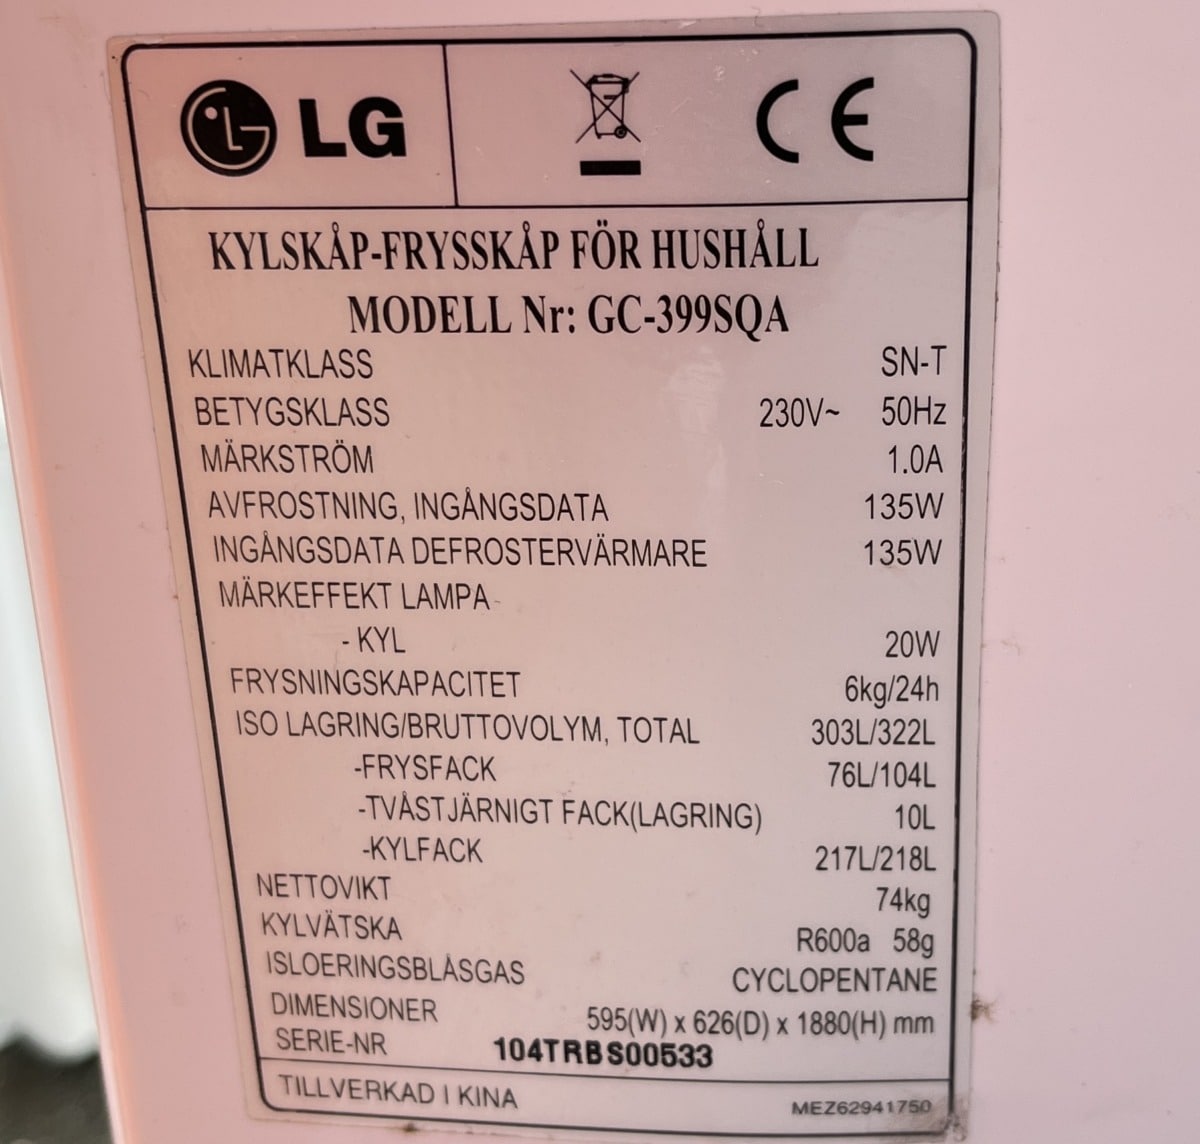 LG CE
KYLSKÅP-FRYSSKÅP FÖR HUSHÅLL
MODELL Nr: GC-399SQA
KLIMATKLASS SN-T
BETYGSKLASS 230V~ 50Hz
MÄRKSTRÖM 1.0A
AVFROSTNING, INGÅNGSDATA 135W
INGÅNGSDATA DEFROSTERVÄRMARE 135W
MÄRKEFFEKT LAMPA
- KYL 20W
FRYSNINGSKAPACITET 6kg/24h
ISO LAGRING/BRUTTOVOLYM, TOTAL 303L/322L
-FRYSFACK 76L/104L
-TVÅSTJÄRNIGT FACK(LAGRING) 10L
-KYLFACK 217L/218L
NETTOVIKT 74kg
KYLVÄTSKA R600a 58g
ISLOERINGSBLÅSGAS CYCLOPENTANE
DIMENSIONER 595(W) x 626(D) x 1880(H) mm
SERIE-NR 104TRBS00533
TILLVERKAD I KINA MEZ62941750